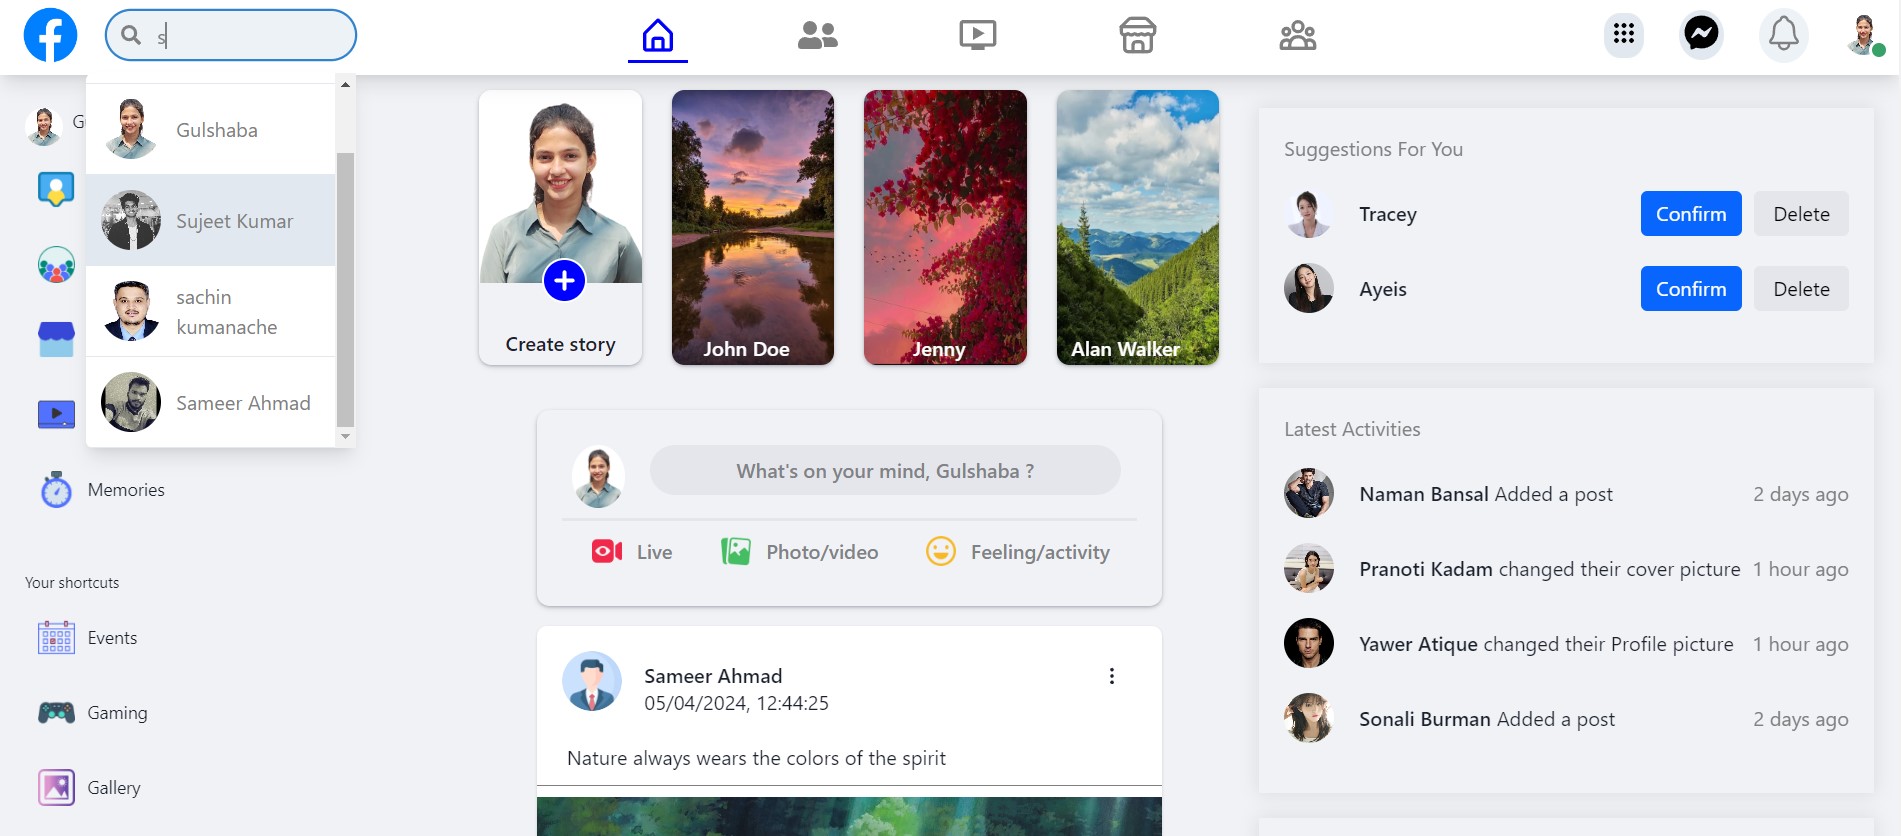 s
G
Gulshaba
Sujeet Kumar
sachin
kumanache
Sameer Ahmad
Memories
Your shortcuts
Events
Gaming
Gallery
Create story
John Doe
Jenny
Alan Walker
What's on your mind, Gulshaba ?
Live
Photo/video
Feeling/activity
Sameer Ahmad
05/04/2024, 12:44:25
Nature always wears the colors of the spirit
Suggestions For You
Tracey
Confirm
Delete
Ayeis
Confirm
Delete
Latest Activities
Naman Bansal Added a post 2 days ago
Pranoti Kadam changed their cover picture 1 hour ago
Yawer Atique changed their Profile picture 1 hour ago
Sonali Burman Added a post 2 days ago